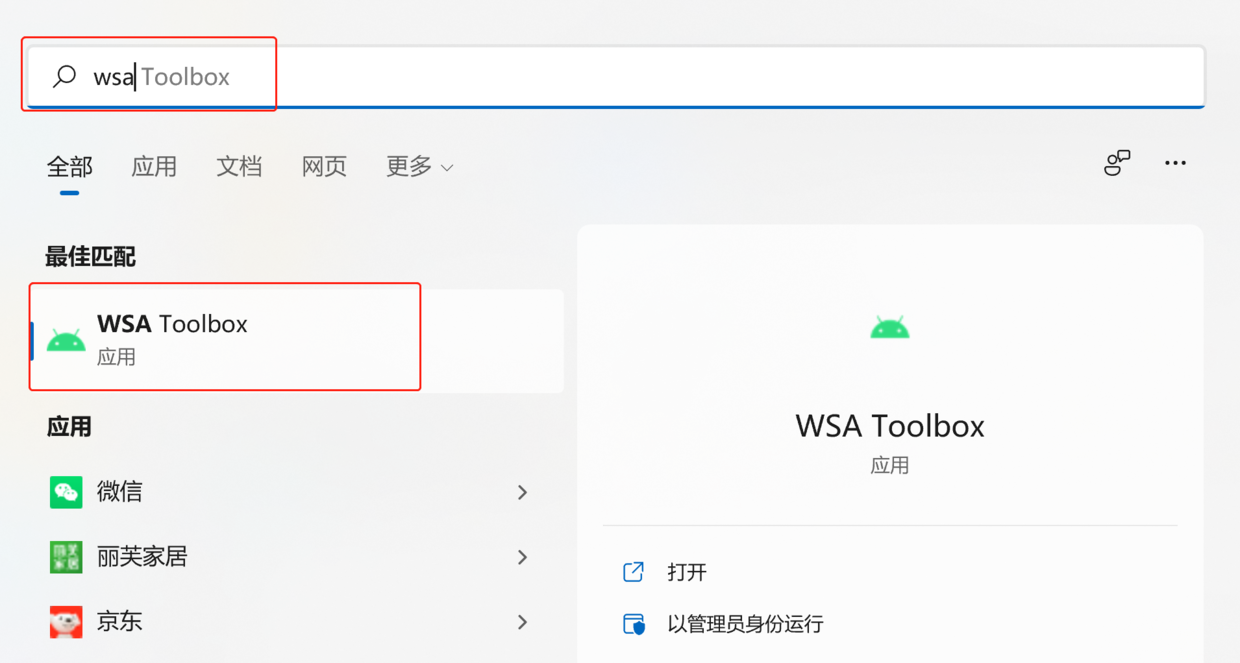 wsa Toolbox
全部 应用 文档 网页 更多
最佳匹配
WSA Toolbox
应用
应用
微信
丽芙家居
京东
WSA Toolbox
应用
打开
以管理员身份运行